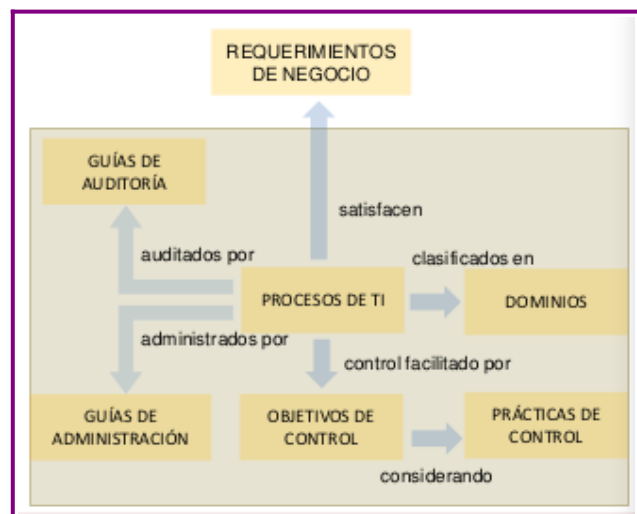 REQUERIMIENTOS
DE NEGOCIO
GUÍAS DE
AUDITORÍA
satisfacen
auditados por
clasificados en
PROCESOS DE TI
DOMINIOS
administrados por
control facilitado por
GUÍAS DE
ADMINISTRACIÓN
OBJETIVOS DE
CONTROL
PRÁCTICAS DE
CONTROL
considerando